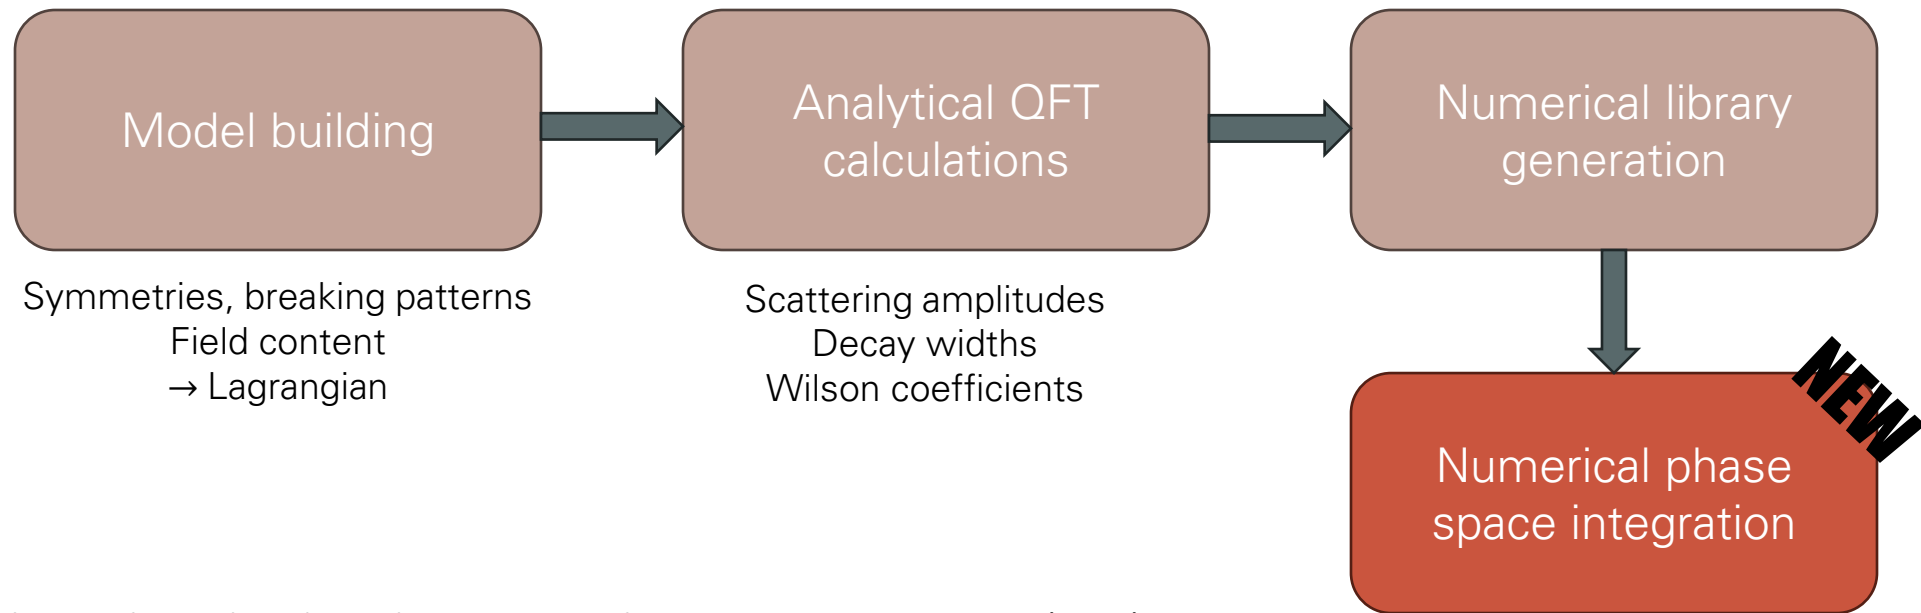 Model building
Analytical QFT
calculations
Numerical library
generation
Symmetries, breaking patterns
Field content
→ Lagrangian
Scattering amplitudes
Decay widths
Wilson coefficients
NEW
Numerical phase
space integration